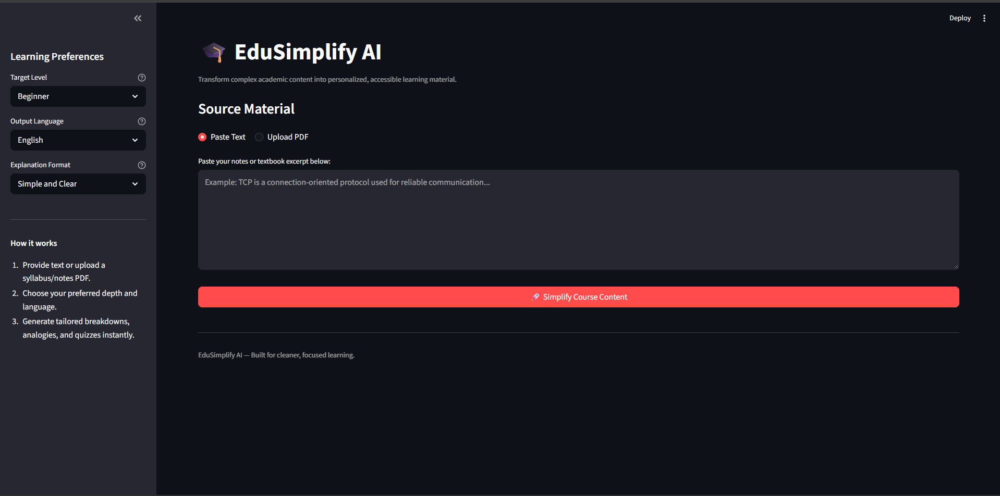 Deploy
Learning Preferences
Target Level
Beginner
Output Language
English
Explanation Format
Simple and Clear
How it works
1. Provide text or upload a
syllabus/notes PDF.
2. Choose your preferred depth and
language.
3. Generate tailored breakdowns,
analogies, and quizzes instantly.
EduSimplify AI
Transform complex academic content into personalized, accessible learning material.
Source Material
Paste Text Upload PDF
Paste your notes or textbook excerpt below:
Example: TCP is a connection-oriented protocol used for reliable communication...
Simplify Course Content
EduSimplify AI — Built for cleaner, focused learning.